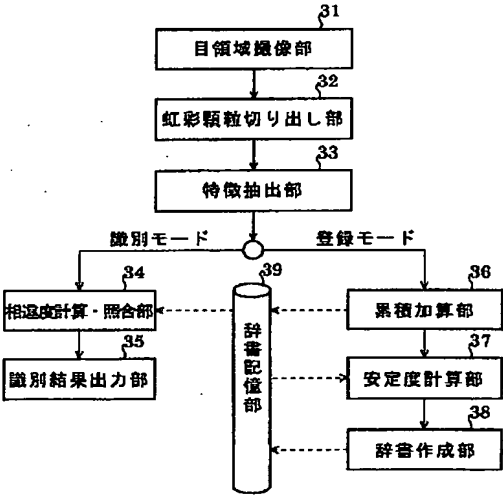 31
目領域撮像部
32
虹彩顆粒切り出し部
33
特徴抽出部
識別モード
登録モード
34
相違度計算・照合部
35
識別結果出力部
39
辞書記憶部
36
累積加算部
37
安定度計算部
38
辞書作成部